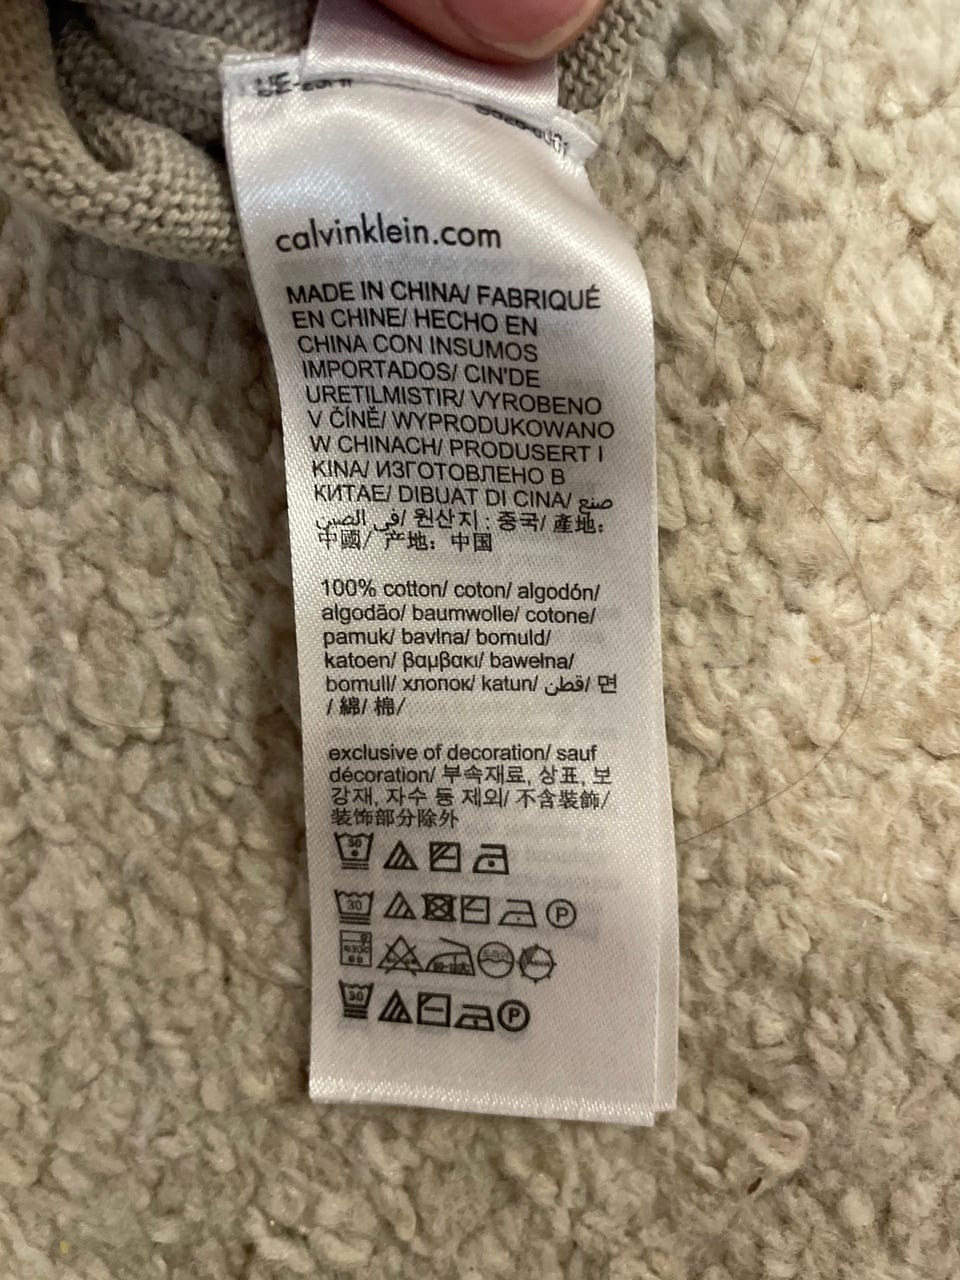 calvinklein.com
MADE IN CHINA/ FABRIQUÉ
EN CHINE/ HECHO EN
CHINA CON INSUMOS
IMPORTADOS/ CIN'DE
URETILMISTIR/ VYROBENO
V ČÍNĚ/ WYPRODUKOWANO
W CHINACH/ PRODUSERT I
KINA/ ИЗГОТОВЛЕНО В
КИТАЕ/ DIBUAT DI CINA/ صنع
في الصين/ 원산지 : 중국/ 產地:
中國/ 产地: 中国
100% cotton/ coton/ algodón/
algodão/ baumwolle/ cotone/
pamuk/ bavlna/ bomuld/
katoen/ βαμβακι/ bawełna/
bomull/ хлопок/ katun/ قطن/ 면
/ 綿/ 棉/
exclusive of decoration/ sauf
décoration/ 부속재료, 상표, 보
강재, 자수 등 제외/ 不含裝飾/
装饰部分除外
30
30 P
30 P